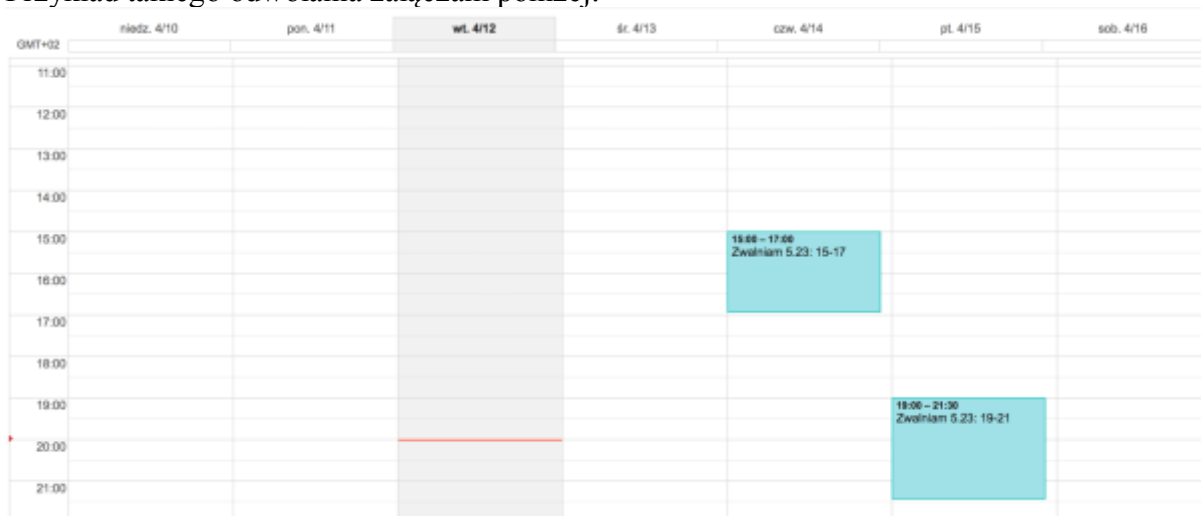 Przykład takiego odwołania załączam poniżej:
niedz. 4/10 pon. 4/11 wt. 4/12 śr. 4/13 czw. 4/14 pt. 4/15 sob. 4/16
GMT+02
11:00
12:00
13:00
14:00
15:00
15:00 – 17:00
Zwalniam 5.23: 15-17
16:00
17:00
18:00
19:00
19:00 – 21:30
Zwalniam 5.23: 19-21
20:00
21:00